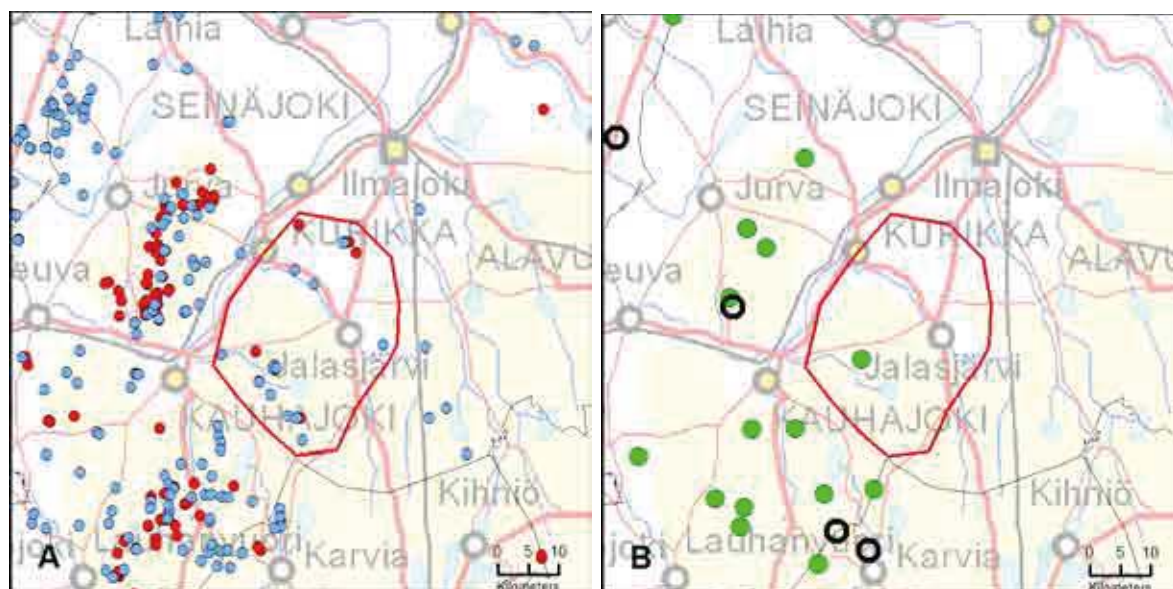 Laihia
SEINÄJOKI
Jurva
Ilmajoki
KURIKKA
ALAVU
euva
Jalasjärvi
KAUHAJOKI
Kihniö
Lauhanvuori
Karvia
joki
A
0 5 10
Kilometers
Laihia
SEINÄJOKI
Jurva
Ilmajoki
KURIKKA
ALAVU
euva
Jalasjärvi
KAUHAJOKI
Kihniö
Lauhanvuori
Karvia
B
0 5 10
Kilometers